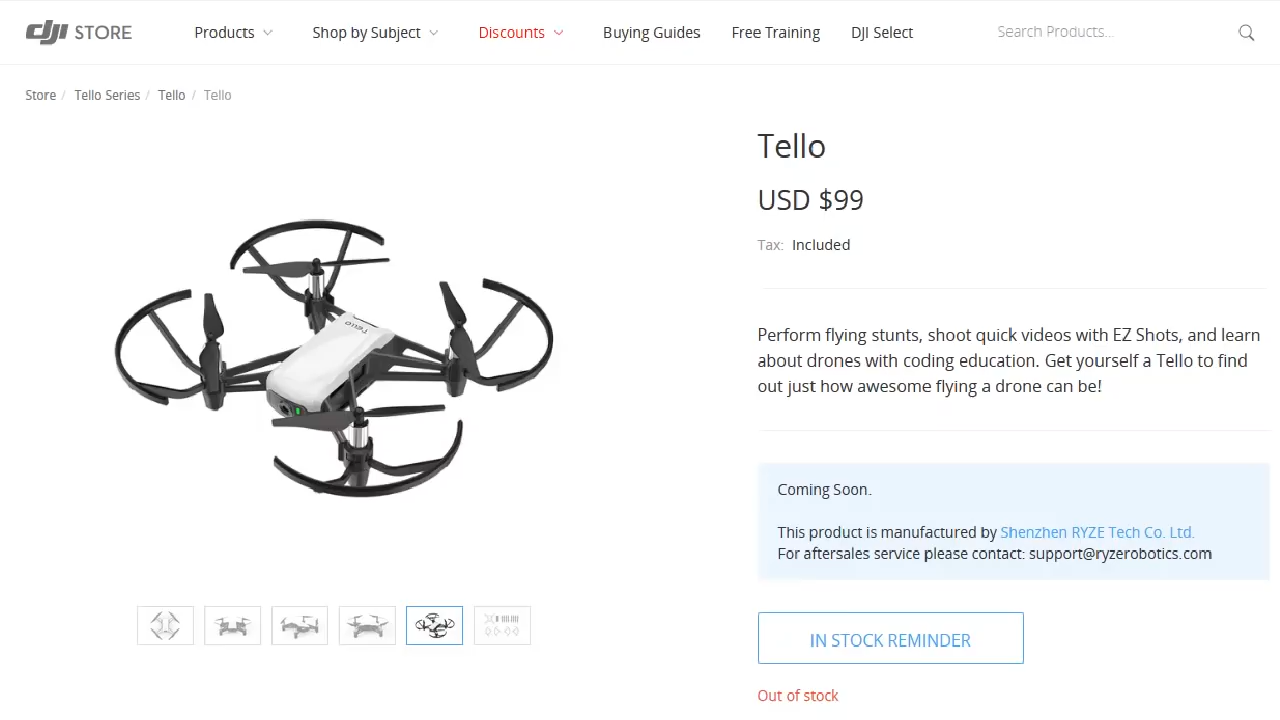 dji STORE
Products
Shop by Subject
Discounts
Buying Guides
Free Training
DJI Select
Search Products...
Store / Tello Series / Tello / Tello
Tello
Tello
USD $99
Tax: Included
Perform flying stunts, shoot quick videos with EZ Shots, and learn
about drones with coding education. Get yourself a Tello to find
out just how awesome flying a drone can be!
Coming Soon.
This product is manufactured by Shenzhen RYZE Tech Co. Ltd.
For aftersales service please contact: support@ryzerobotics.com
IN STOCK REMINDER
Out of stock